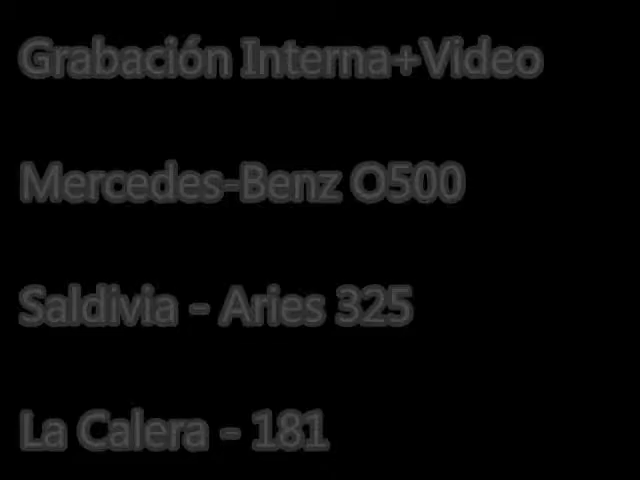 Grabación Interna+Video
Mercedes-Benz O500
Saldivia - Aries 325
La Calera - 181